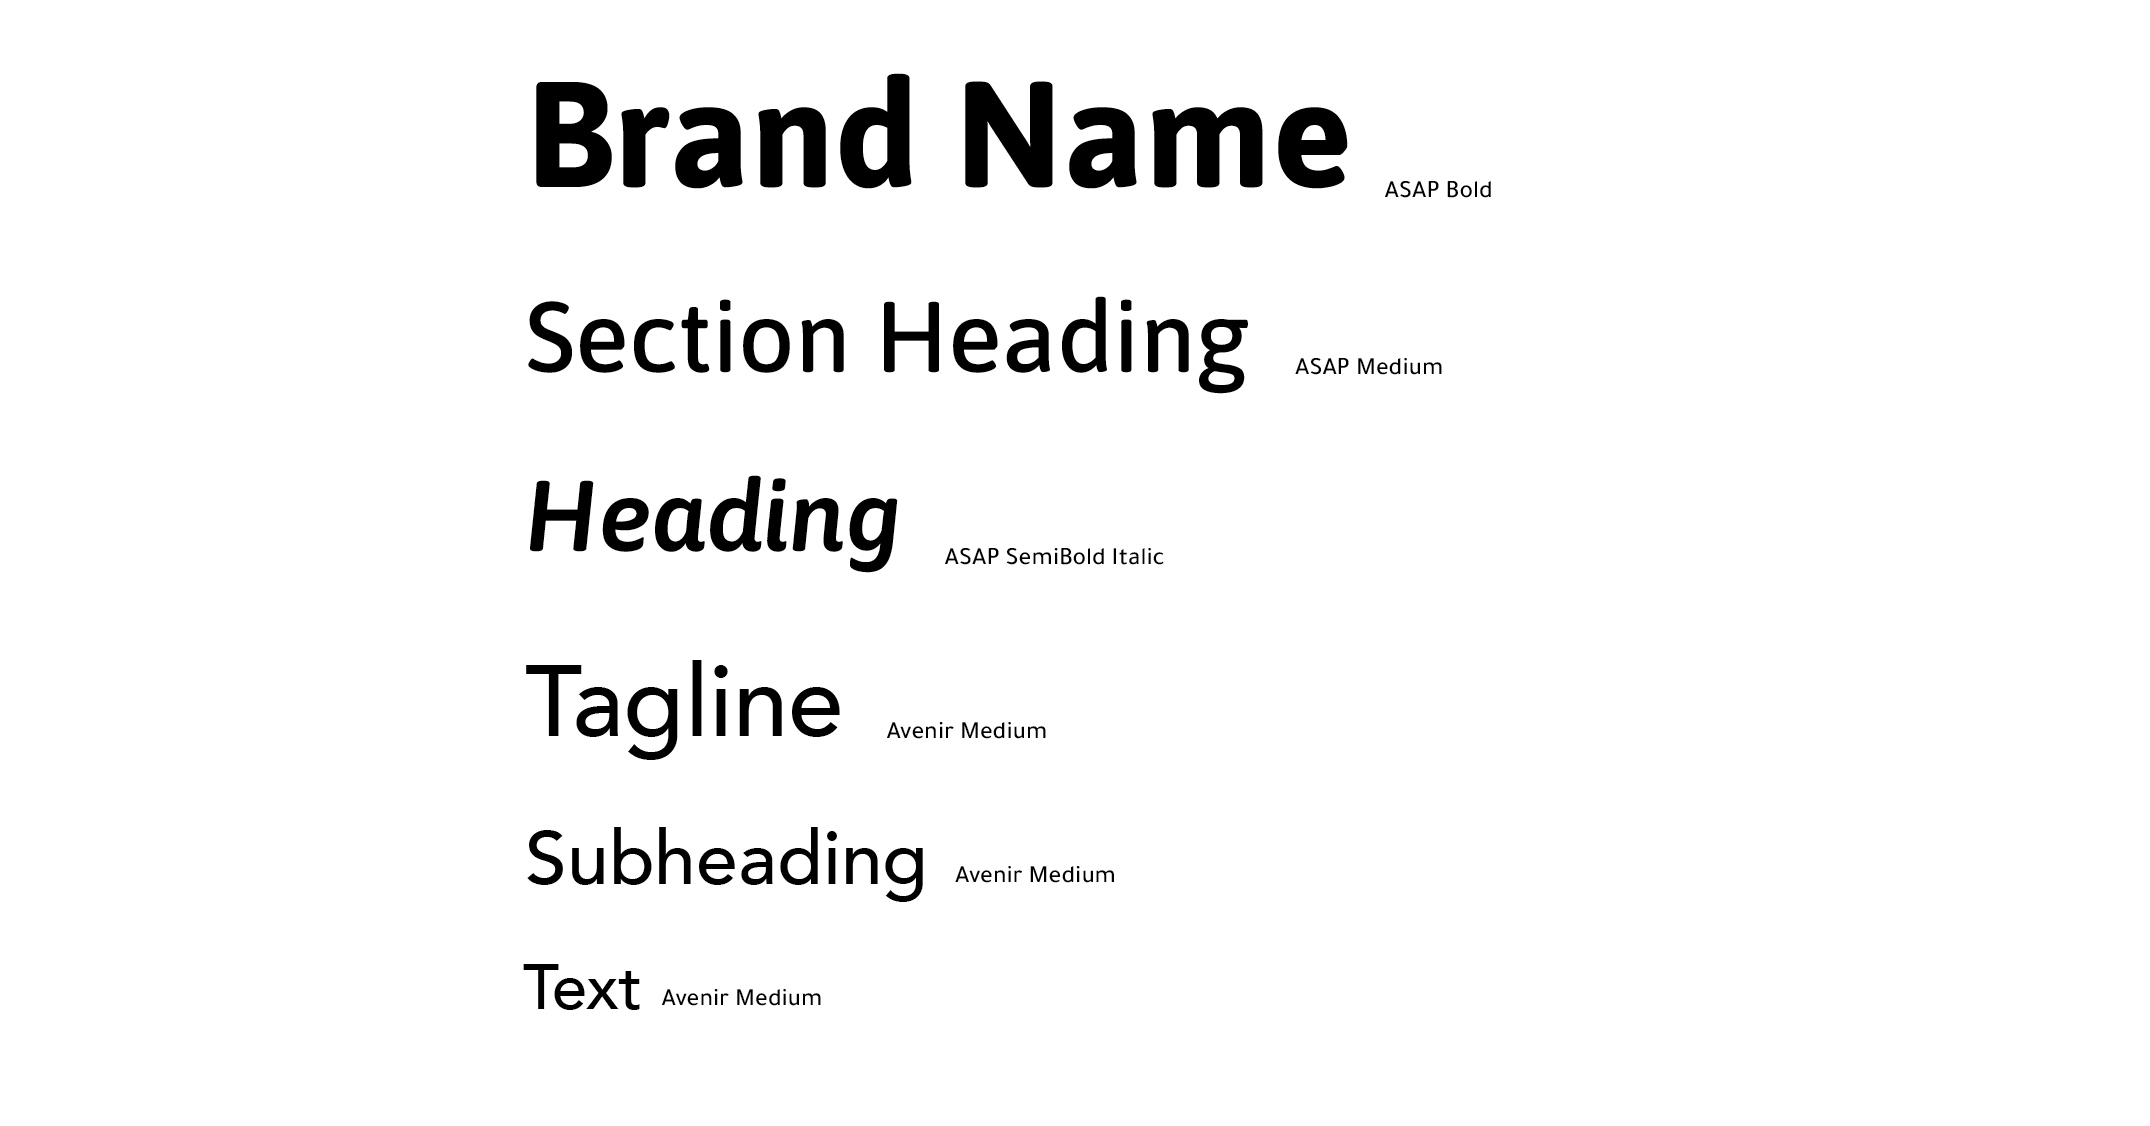 Brand Name ASAP Bold
Section Heading ASAP Medium
Heading ASAP SemiBold Italic
Tagline Avenir Medium
Subheading Avenir Medium
Text Avenir Medium